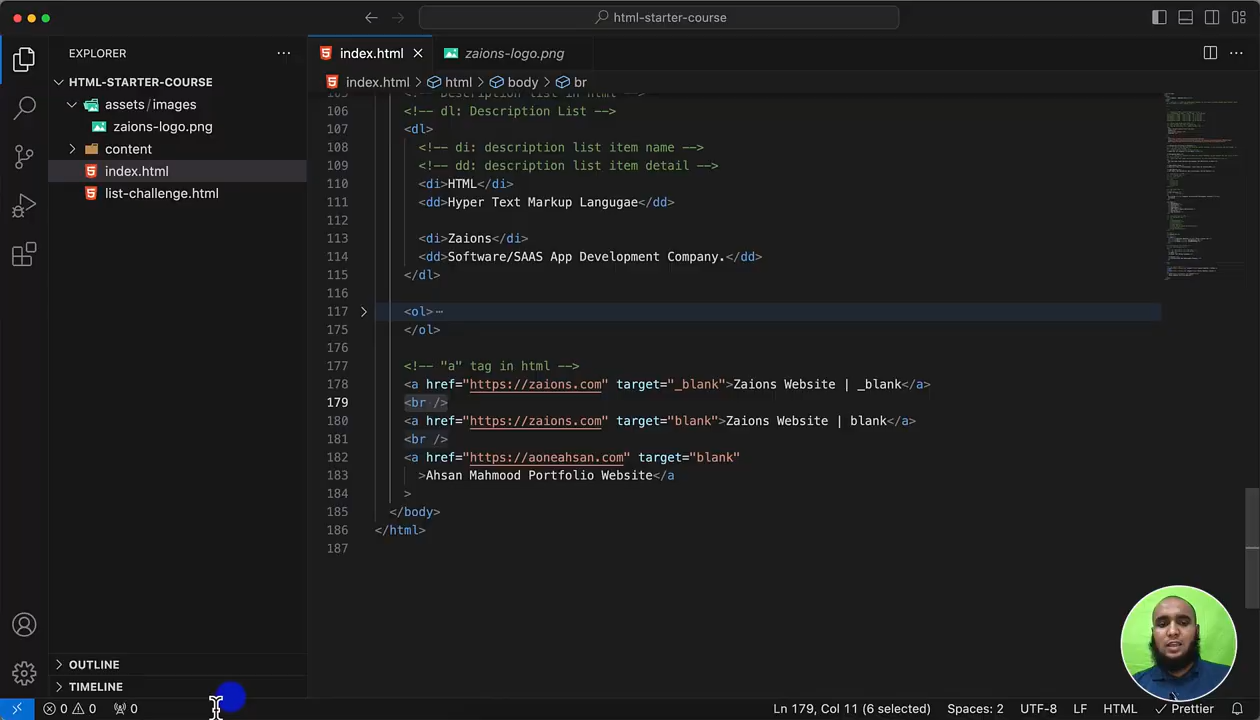 html-starter-course
EXPLORER
HTML-STARTER-COURSE
assets/images
zaions-logo.png
content
index.html
list-challenge.html
OUTLINE
TIMELINE
index.html
zaions-logo.png
index.html > html > body > br
106 <!-- dl: Description List -->
107 <dl>
108 <!-- di: description list item name -->
109 <!-- dd: description list item detail -->
110 <di>HTML</di>
111 <dd>Hyper Text Markup Langugae</dd>
112
113 <di>Zaions</di>
114 <dd>Software/SAAS App Development Company.</dd>
115 </dl>
116
117 <ol>⋯
175 </ol>
176
177 <!-- "a" tag in html -->
178 <a href="https://zaions.com" target="_blank">Zaions Website | _blank</a>
179 <br />
180 <a href="https://zaions.com" target="blank">Zaions Website | blank</a>
181 <br />
182 <a href="https://aoneahsan.com" target="blank"
183 >Ahsan Mahmood Portfolio Website</a
184 >
185 </body>
186 </html>
187
0 0 0 Ln 179, Col 11 (6 selected) Spaces: 2 UTF-8 LF HTML Prettier